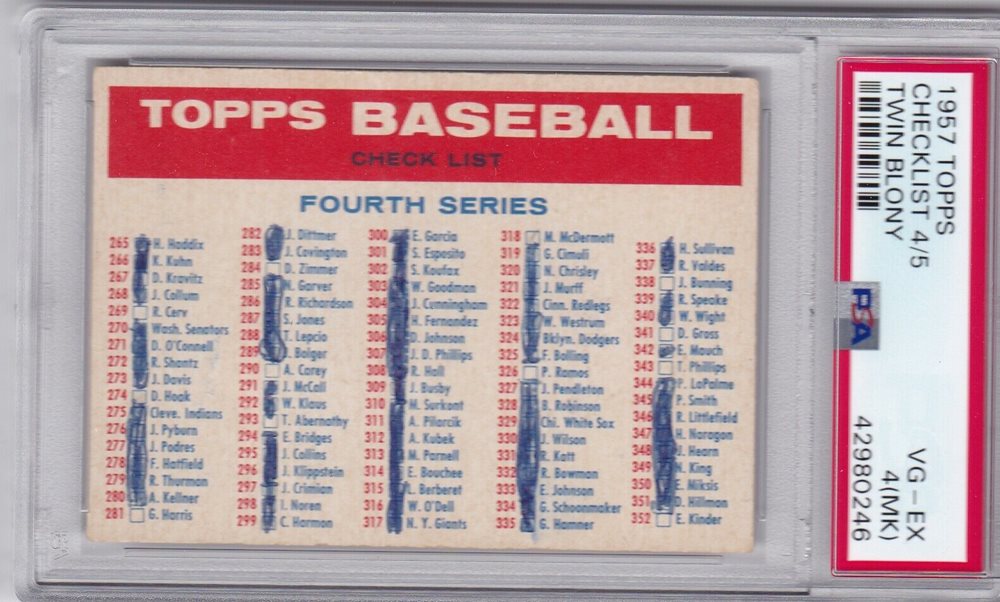 TOPPS BASEBALL
CHECK LIST
FOURTH SERIES
265 H. Haddix
266 K. Kuhn
267 D. Kravitz
268 J. Collum
269 R. Cerv
270 Wash. Senators
271 D. O'Connell
272 R. Shantz
273 J. Davis
274 D. Hoak
275 Cleve. Indians
276 J. Pyburn
277 J. Podres
278 F. Hatfield
279 R. Thurman
280 A. Kellner
281 G. Harris
282 J. Dittmer
283 J. Covington
284 D. Zimmer
285 N. Garver
286 R. Richardson
287 S. Jones
288 T. Lepcio
289 J. Bolger
290 A. Carey
291 J. McCall
292 W. Klaus
293 T. Abernathy
294 E. Bridges
295 J. Collins
296 J. Klippstein
297 J. Crimian
298 I. Noren
299 C. Harmon
300 E. Garcia
301 S. Esposito
302 S. Koufax
303 W. Goodman
304 J. Cunningham
305 H. Fernandez
306 D. Johnson
307 J. D. Phillips
308 R. Hall
309 J. Busby
310 M. Surkont
311 A. Pilarcik
312 A. Kubek
313 M. Parnell
314 E. Bouchee
315 L. Berberet
316 W. O'Dell
317 N. Y. Giants
318 M. McDermott
319 G. Cimuli
320 N. Chrisley
321 J. Murff
322 Cinn. Redlegs
323 W. Westrum
324 Bklyn. Dodgers
325 F. Bolling
326 P. Ramos
327 J. Pendleton
328 B. Robinson
329 Chi. White Sox
330 J. Wilson
331 R. Katt
332 R. Bowman
333 E. Johnson
334 G. Schoonmaker
335 G. Hamner
336 H. Sullivan
337 R. Valdes
338 J. Bunning
339 R. Speake
340 W. Wight
341 D. Gross
342 E. Mauch
343 T. Phillips
344 P. LaPalme
345 P. Smith
346 R. Littlefield
347 H. Naragon
348 J. Hearn
349 N. King
350 E. Miksis
351 D. Hillman
352 E. Kinder
1957 TOPPS
CHECKLIST 4/5
TWIN BLONY
PSA
VG-EX
4(MK)
42980246